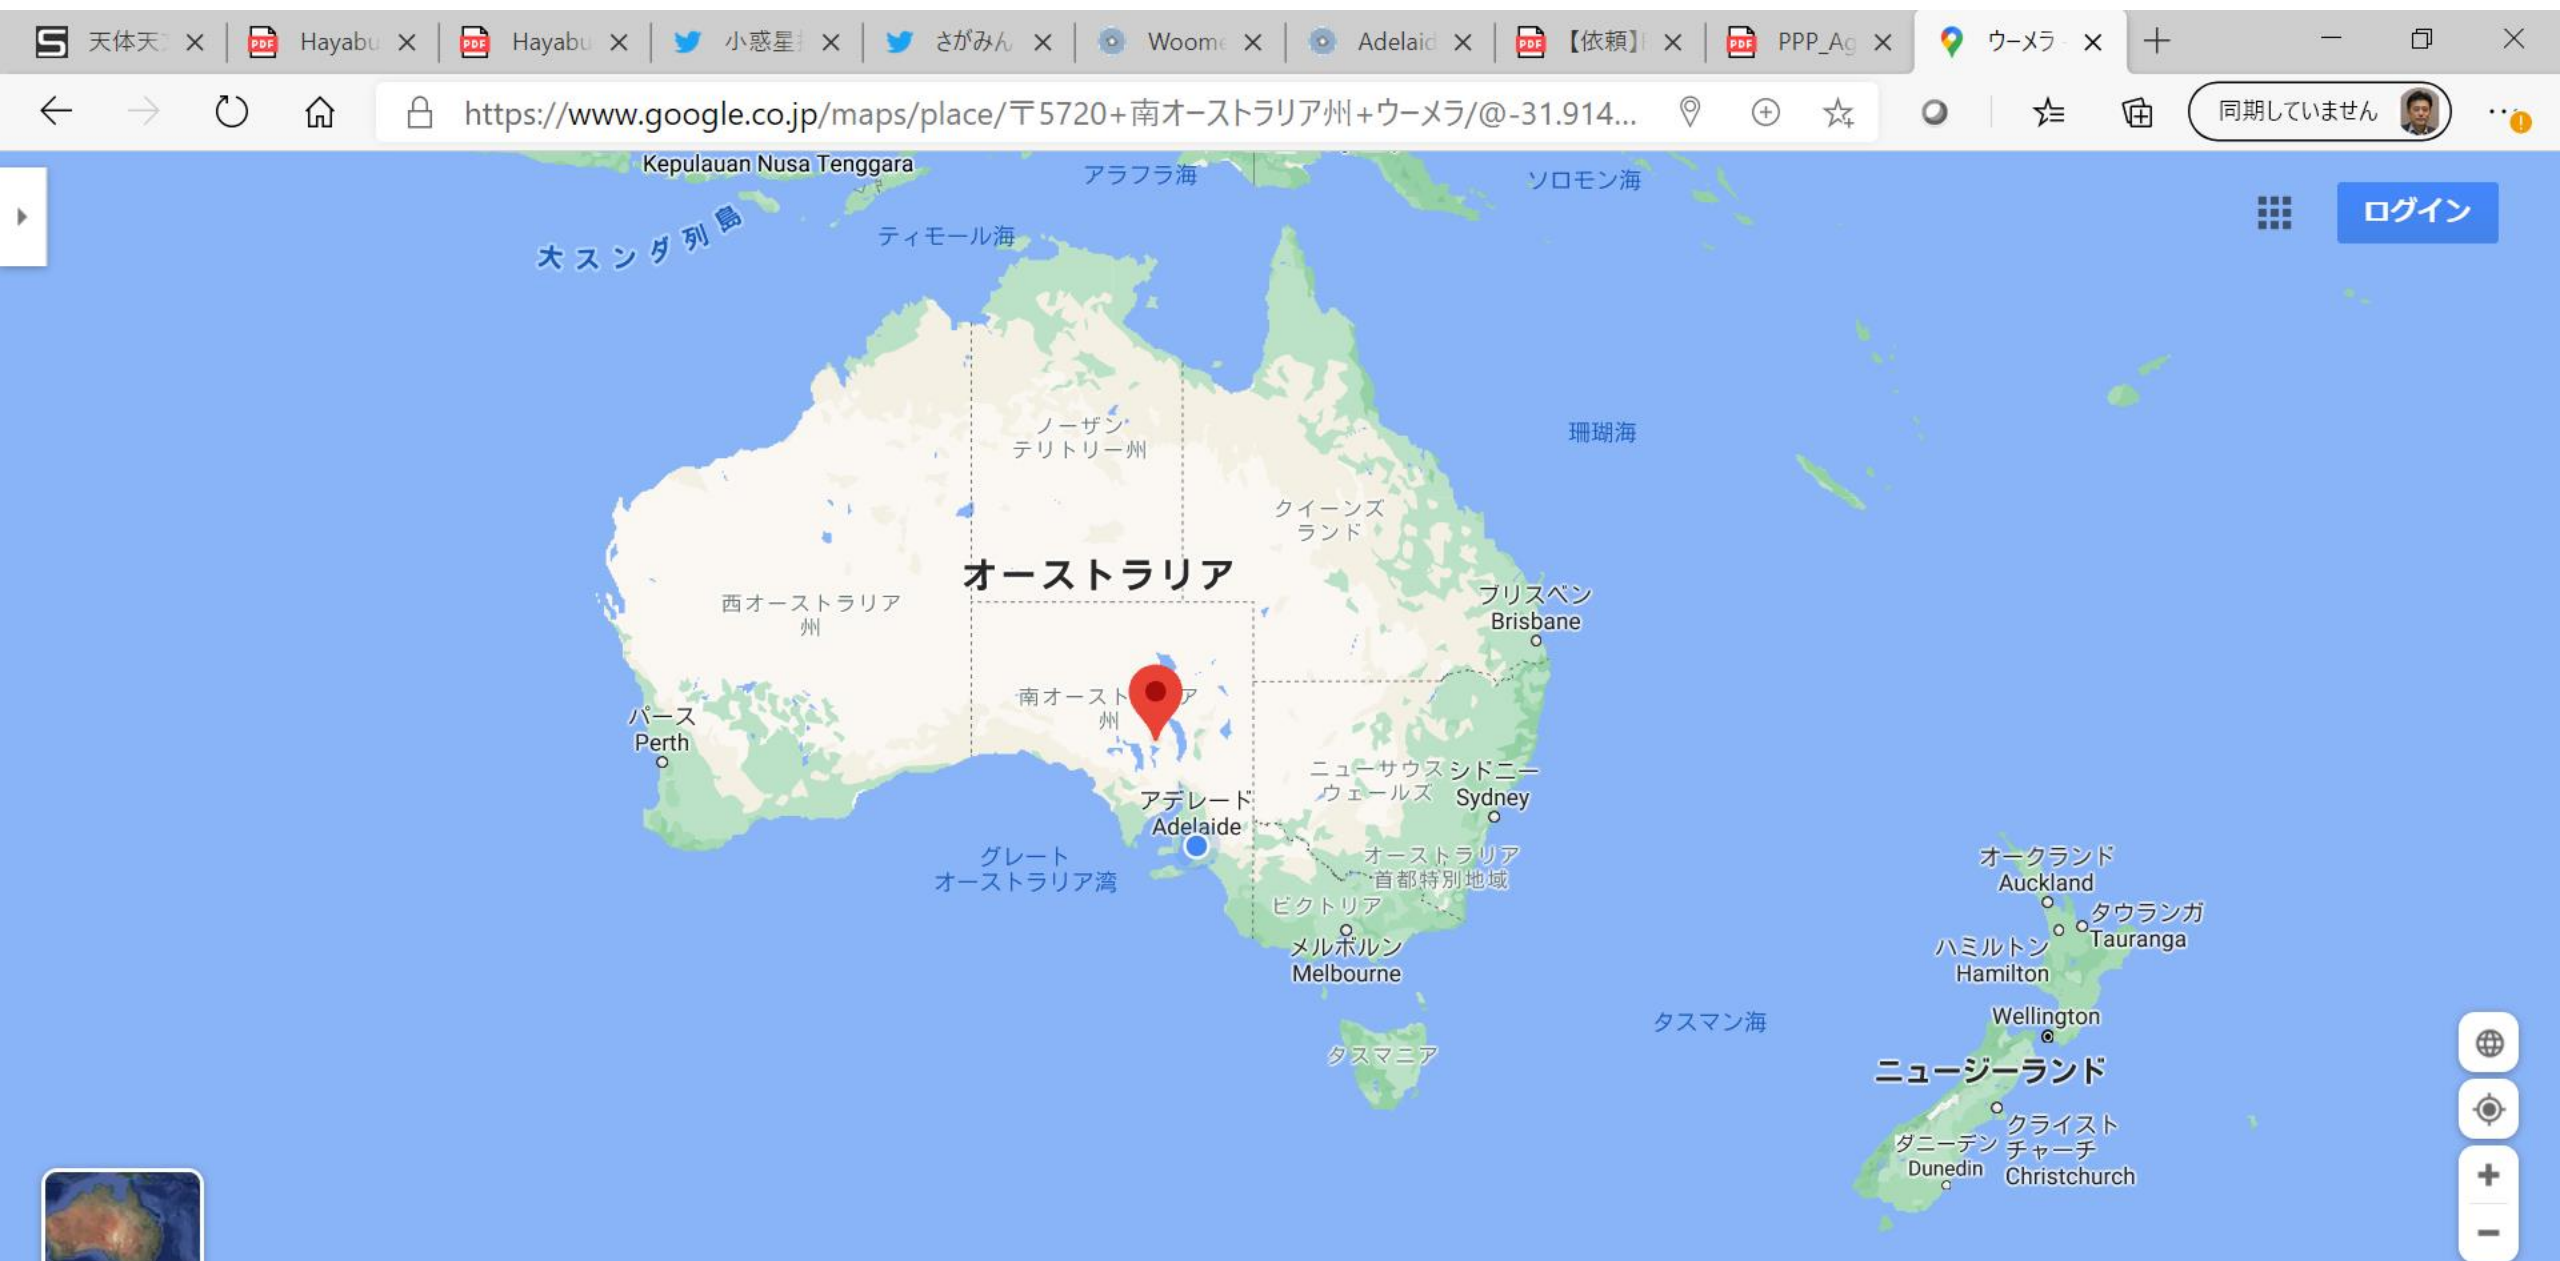 天体天
Hayabu
Hayabu
小惑星
さがみん
Woome
Adelaid
【依頼】
PPP_Ag
ウーメラ
https://www.google.co.jp/maps/place/〒5720+南オーストラリア州+ウーメラ/@-31.914...
同期していません
Kepulauan Nusa Tenggara
アラフラ海
ソロモン海
ログイン
大スンダ列島
ティモール海
ノーザン
テリトリー州
珊瑚海
クイーンズ
ランド
オーストラリア
西オーストラリア
州
ブリスベン
Brisbane
南オースト
ア
州
パース
Perth
ニューサウス
ウェールズ
シドニー
Sydney
アデレード
Adelaide
グレート
オーストラリア湾
オーストラリア
首都特別地域
ビクトリア
メルボルン
Melbourne
オークランド
Auckland
タウランガ
Tauranga
ハミルトン
Hamilton
タスマン海
Wellington
タスマニア
ニュージーランド
クライスト
チャーチ
Christchurch
ダニーデン
Dunedin